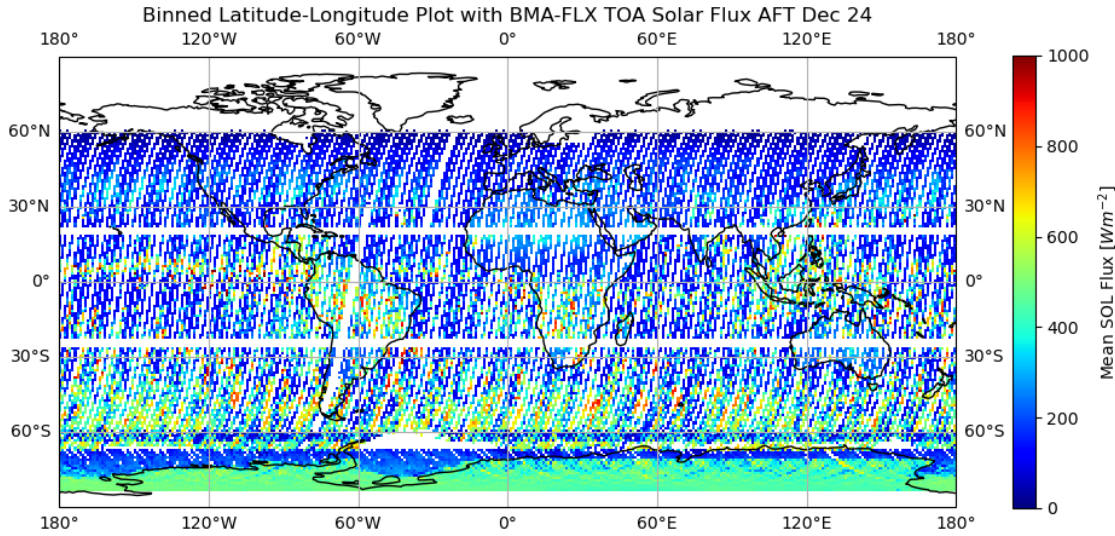 Binned Latitude-Longitude Plot with BMA-FLX TOA Solar Flux AFT Dec 24
180° 120°W 60°W 0° 60°E 120°E 180°
1000
60°N 60°N
800
30°N 30°N
600
0° 0°
400
30°S 30°S
200
60°S 60°S
0
180° 120°W 60°W 0° 60°E 120°E 180°
Mean SOL Flux [Wm⁻²]